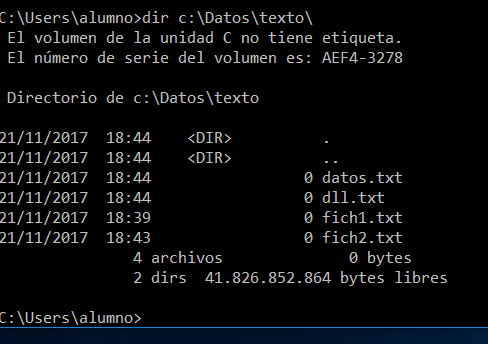 C:\Users\alumno>dir c:\Datos\texto\
El volumen de la unidad C no tiene etiqueta.
El número de serie del volumen es: AEF4-3278
Directorio de c:\Datos\texto
21/11/2017  18:44    <DIR>          .
21/11/2017  18:44    <DIR>          ..
21/11/2017  18:44                 0 datos.txt
21/11/2017  18:44                 0 dll.txt
21/11/2017  18:39                 0 fich1.txt
21/11/2017  18:43                 0 fich2.txt
4 archivos              0 bytes
2 dirs  41.826.852.864 bytes libres
C:\Users\alumno>